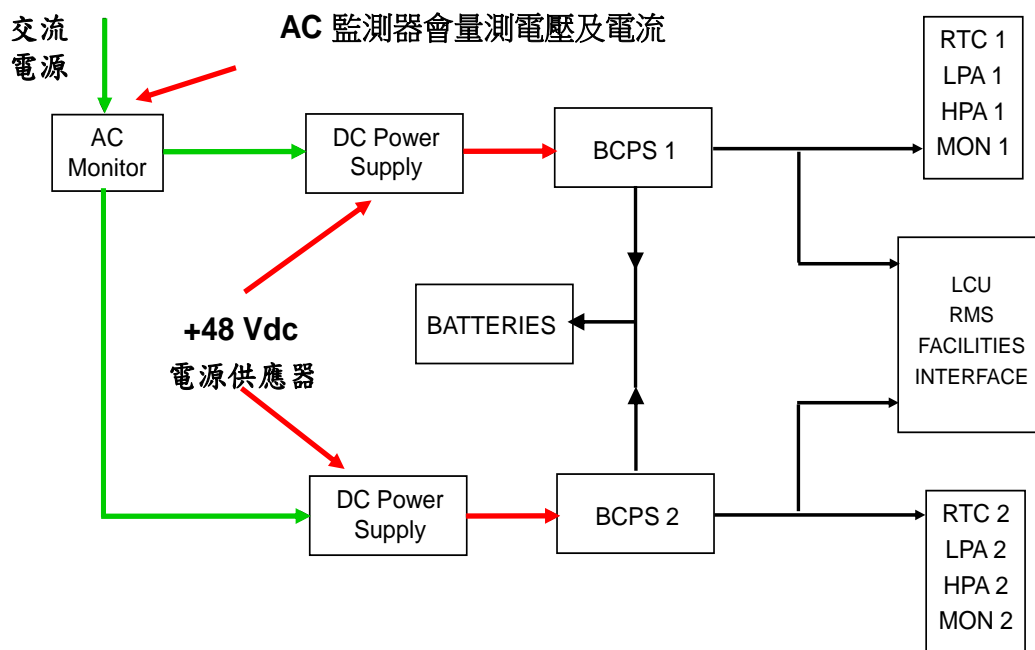 交流
電源
AC 監測器會量測電壓及電流
AC
Monitor
DC Power
Supply
BCPS 1
RTC 1
LPA 1
HPA 1
MON 1
BATTERIES
LCU
RMS
FACILITIES
INTERFACE
+48 Vdc
電源供應器
DC Power
Supply
BCPS 2
RTC 2
LPA 2
HPA 2
MON 2